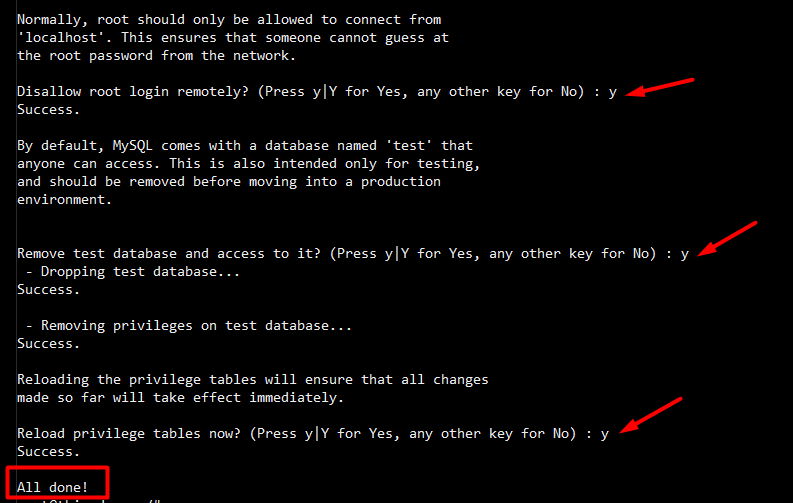 Normally, root should only be allowed to connect from
'localhost'. This ensures that someone cannot guess at
the root password from the network.
Disallow root login remotely? (Press y|Y for Yes, any other key for No) : y
Success.
By default, MySQL comes with a database named 'test' that
anyone can access. This is also intended only for testing,
and should be removed before moving into a production
environment.
Remove test database and access to it? (Press y|Y for Yes, any other key for No) : y
- Dropping test database...
Success.
- Removing privileges on test database...
Success.
Reloading the privilege tables will ensure that all changes
made so far will take effect immediately.
Reload privilege tables now? (Press y|Y for Yes, any other key for No) : y
Success.
All done!